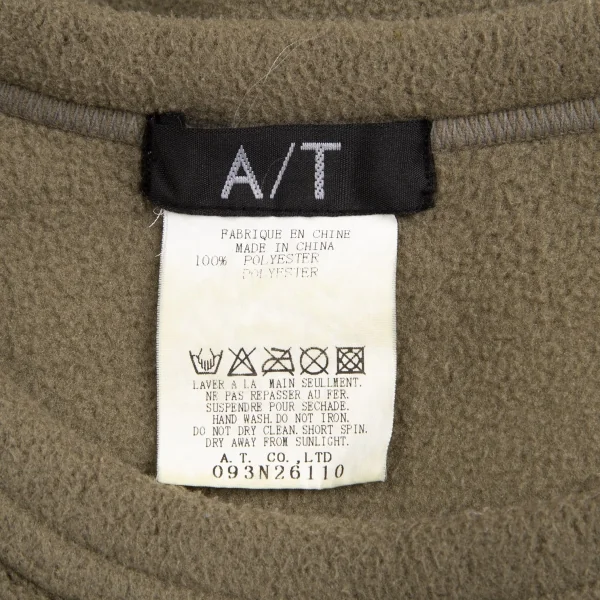 A/T
FABRIQUE EN CHINE
MADE IN CHINA
100% POLYESTER
POLYESTER
LAVER A LA MAIN SEULLMENT.
NE PAS REPASSER AU FER.
SUSPENDRE POUR SECHADE.
HAND WASH. DO NOT IRON.
DO NOT DRY CLEAN. SHORT SPIN.
DRY AWAY FROM SUNLIGHT.
A. T. CO., LTD
093N26110